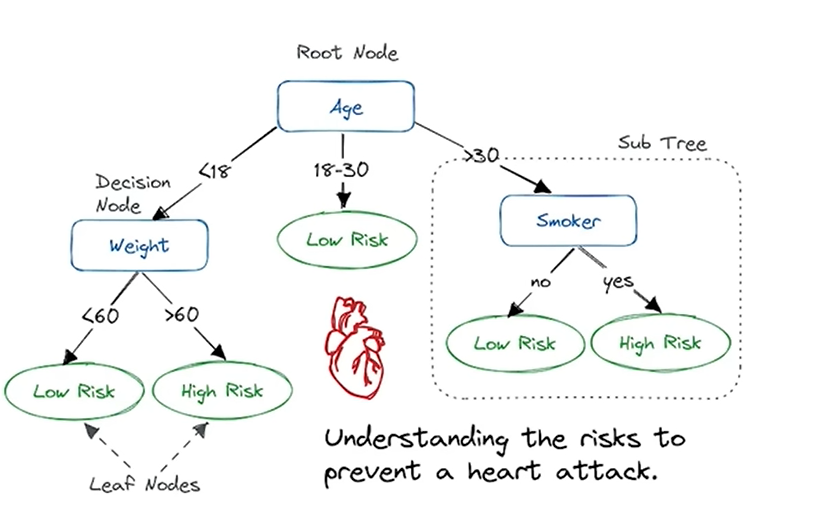 Root Node
Age
<18
18-30
>30
Sub Tree
Decision
Node
Weight
Low Risk
Smoker
<60
>60
no
yes
Low Risk
High Risk
Low Risk
High Risk
Leaf Nodes
Understanding the risks to
prevent a heart attack.